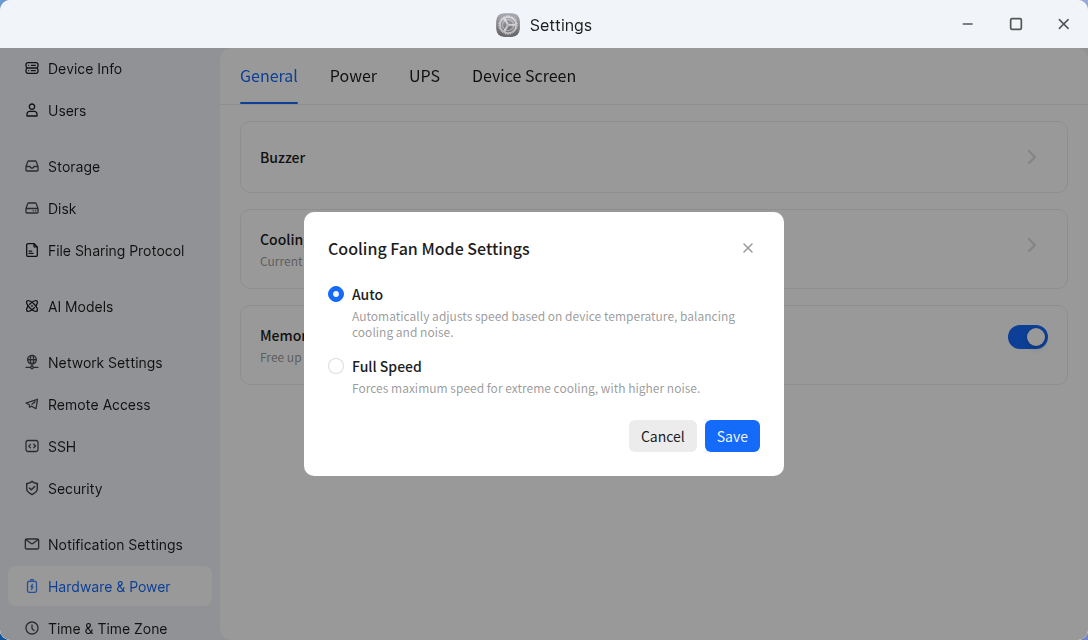 Settings
Device Info
Users
Storage
Disk
File Sharing Protocol
AI Models
Network Settings
Remote Access
SSH
Security
Notification Settings
Hardware & Power
Time & Time Zone
General
Power
UPS
Device Screen
Buzzer
Current
Free up
Cooling Fan Mode Settings
Auto
Automatically adjusts speed based on device temperature, balancing
cooling and noise.
Full Speed
Forces maximum speed for extreme cooling, with higher noise.
Cancel
Save